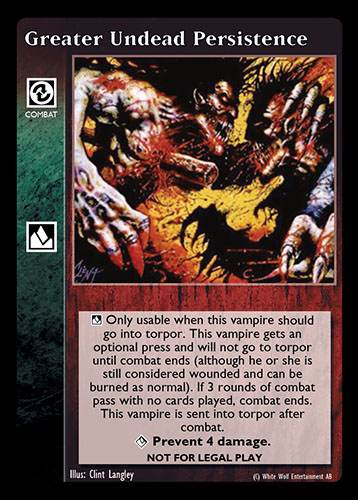 Greater Undead Persistence
COMBAT
Only usable when this vampire should
go into torpor. This vampire gets an
optional press and will not go to torpor
until combat ends (although he or she is
still considered wounded and can be
burned as normal). If 3 rounds of combat
pass with no cards played, combat ends.
This vampire is sent into torpor after
combat.
Prevent 4 damage.
NOT FOR LEGAL PLAY
Illus: Clint Langley
(C) White Wolf Entertainment AB